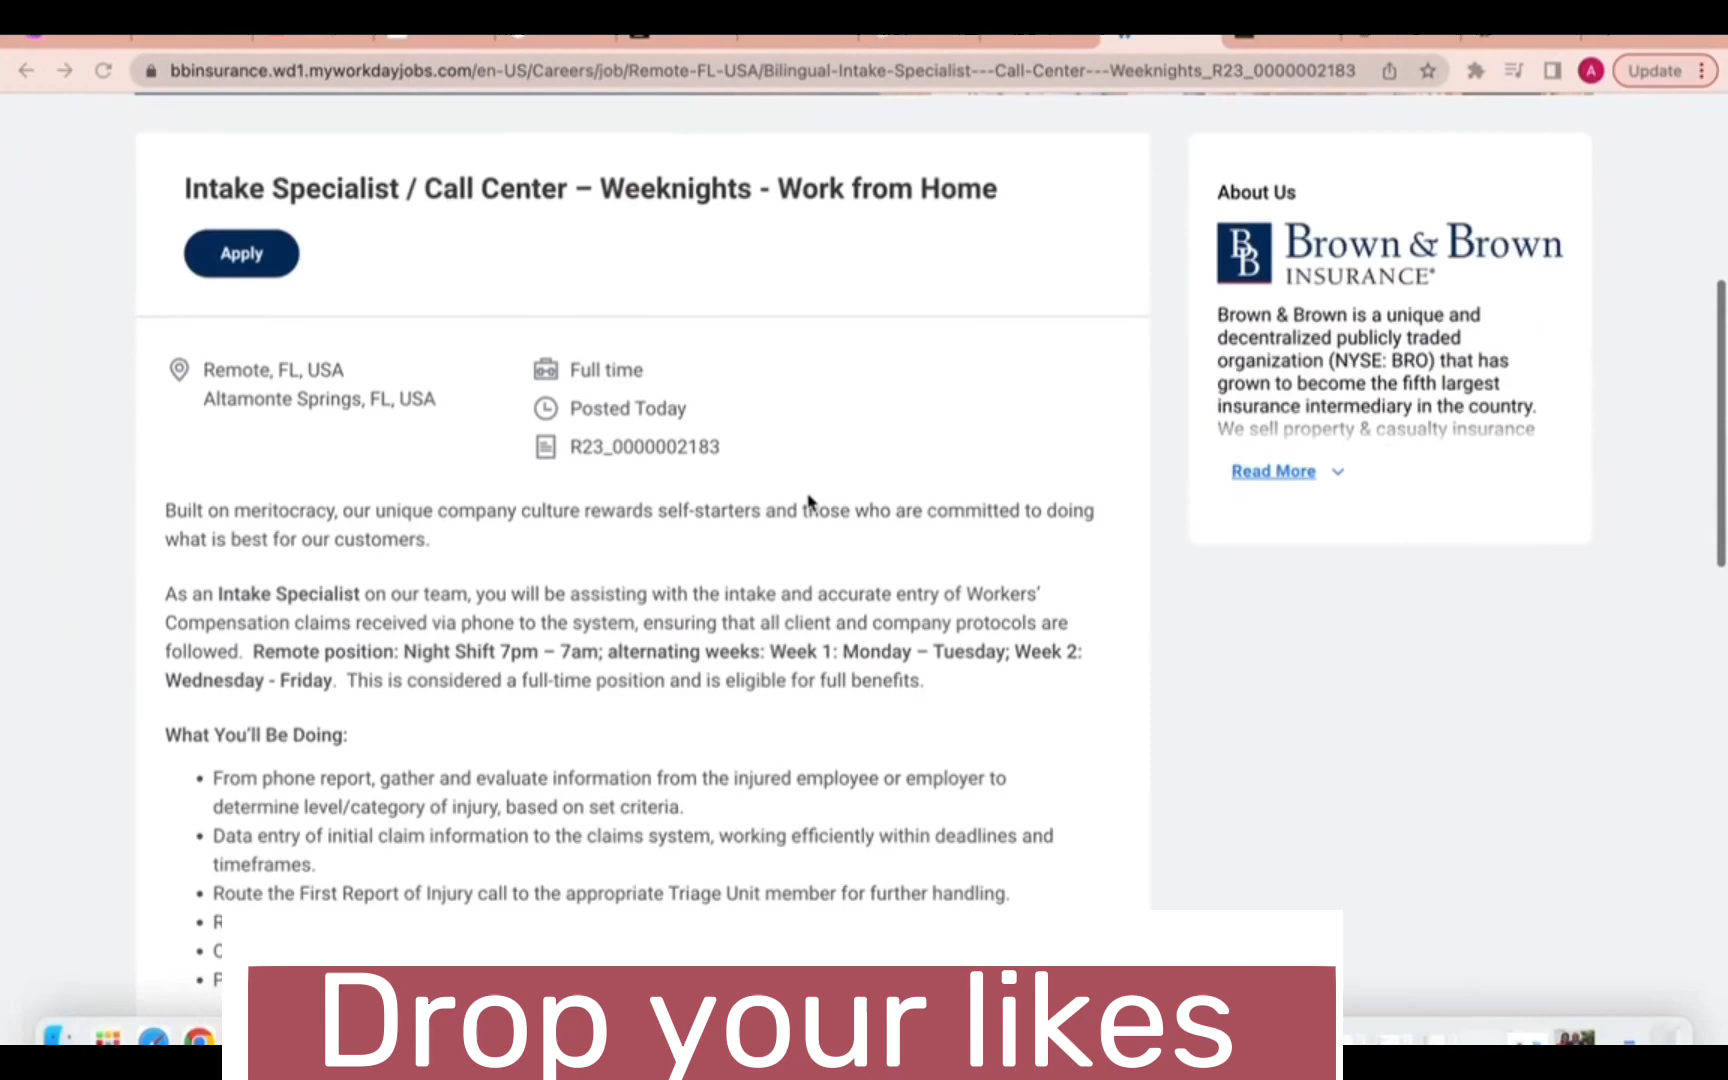 bbinsurance.wd1.myworkdayjobs.com/en-US/Careers/job/Remote-FL-USA/Bilingual-Intake-Specialist---Call-Center---Weeknights_R23_0000002183
A
Update
Intake Specialist / Call Center – Weeknights - Work from Home
Apply
Remote, FL, USA
Altamonte Springs, FL, USA
Full time
Posted Today
R23_0000002183
Built on meritocracy, our unique company culture rewards self-starters and those who are committed to doing
what is best for our customers.
As an Intake Specialist on our team, you will be assisting with the intake and accurate entry of Workers’
Compensation claims received via phone to the system, ensuring that all client and company protocols are
followed. Remote position: Night Shift 7pm – 7am; alternating weeks: Week 1: Monday – Tuesday; Week 2:
Wednesday - Friday. This is considered a full-time position and is eligible for full benefits.
What You’ll Be Doing:
• From phone report, gather and evaluate information from the injured employee or employer to
determine level/category of injury, based on set criteria.
• Data entry of initial claim information to the claims system, working efficiently within deadlines and
timeframes.
• Route the First Report of Injury call to the appropriate Triage Unit member for further handling.
About Us
BB Brown & Brown
INSURANCE®
Brown & Brown is a unique and
decentralized publicly traded
organization (NYSE: BRO) that has
grown to become the fifth largest
insurance intermediary in the country.
We sell property & casualty insurance
Read More
Drop your likes